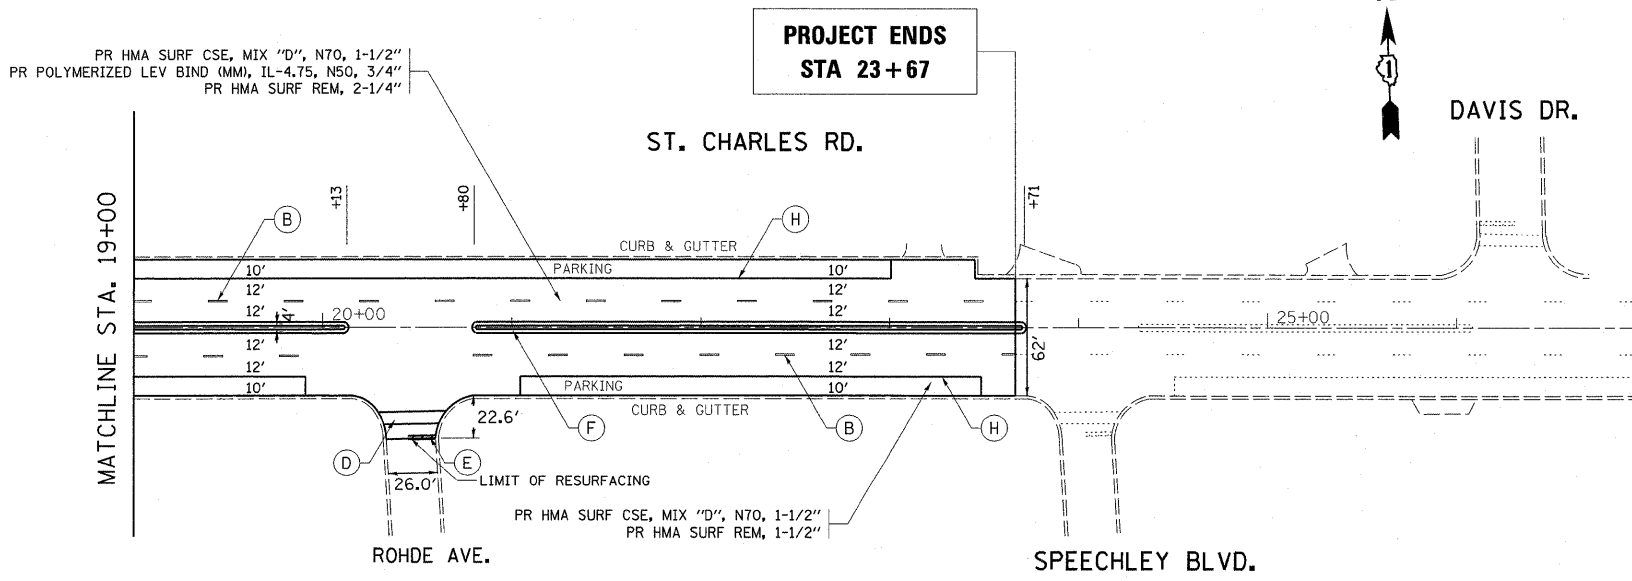 PROJECT ENDS
STA 23+67
PR HMA SURF CSE, MIX "D", N70, 1-1/2"
PR POLYMERIZED LEV BIND (MM), IL-4.75, N50, 3/4"
PR HMA SURF REM, 2-1/4"
1
DAVIS DR.
ST. CHARLES RD.
MATCHLINE STA. 19+00
+13
+80
+71
B
H
CURB & GUTTER
10'
PARKING
10'
12'
12'
12'
12'
4'
20+00
25+00
12'
12'
62'
12'
12'
10'
PARKING
10'
CURB & GUTTER
22.6'
F
B
H
D
E
LIMIT OF RESURFACING
26.0'
PR HMA SURF CSE, MIX "D", N70, 1-1/2"
PR HMA SURF REM, 1-1/2"
ROHDE AVE.
SPEECHLEY BLVD.